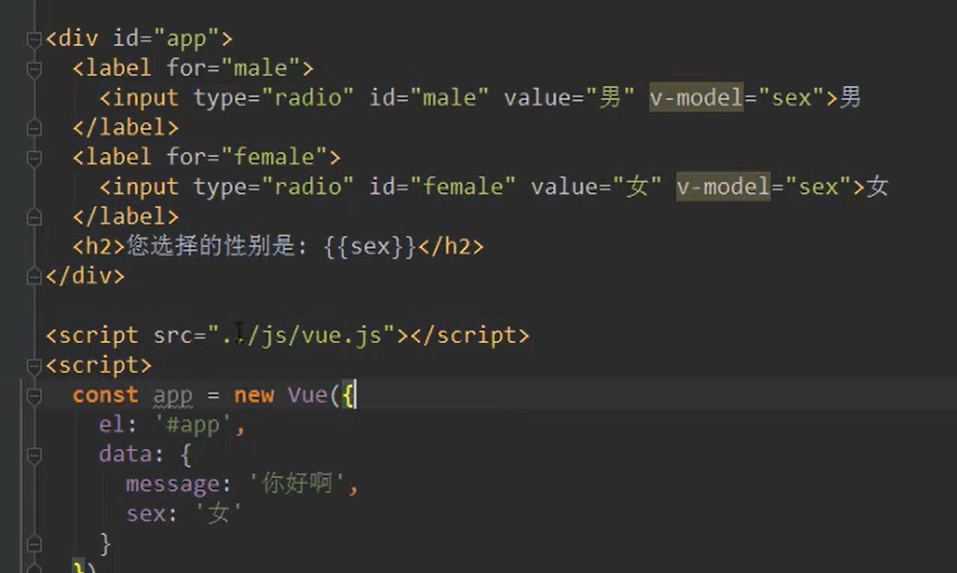 <div id="app">
<label for="male">
<input type="radio" id="male" value="男" v-model="sex">男
</label>
<label for="female">
<input type="radio" id="female" value="女" v-model="sex">女
</label>
<h2>您选择的性别是: {{sex}}</h2>
</div>
<script src="../js/vue.js"></script>
<script>
const app = new Vue({
el: '#app',
data: {
message: '你好啊',
sex: '女'
}
})